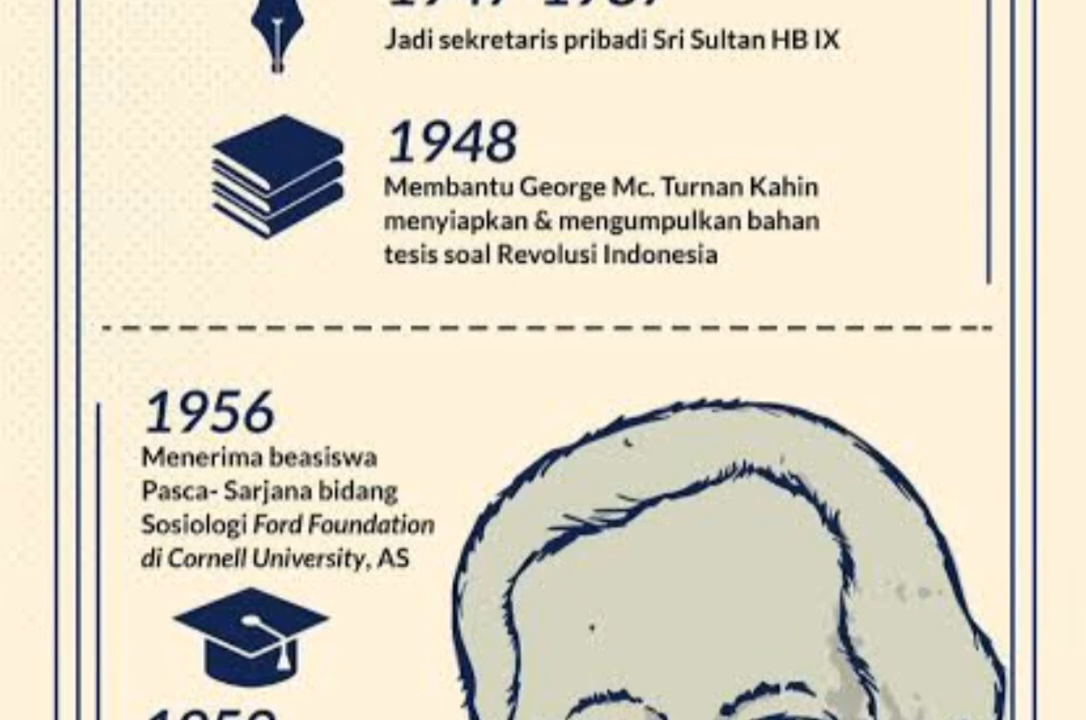 Jadi sekretaris pribadi Sri Sultan HB IX
1948
Membantu George Mc. Turnan Kahin
menyiapkan & mengumpulkan bahan
tesis soal Revolusi Indonesia
1956
Menerima beasiswa
Pasca- Sarjana bidang
Sosiologi Ford Foundation
di Cornell University, AS